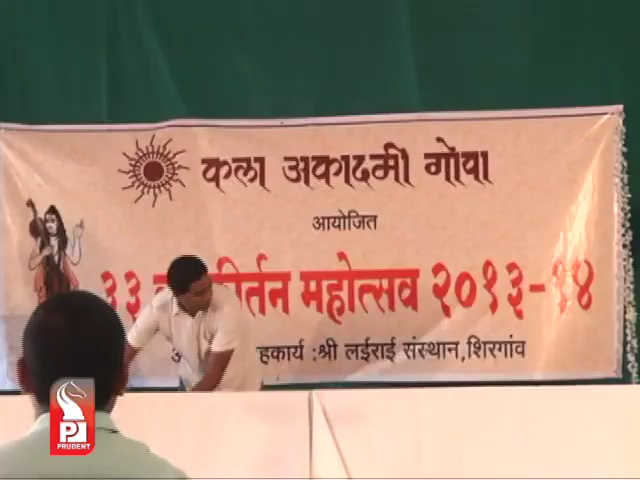 कला अकादमी गोवा
आयोजित
३३ कीर्तन महोत्सव २०१३-१४
सहकार्य :श्री लईराई संस्थान,शिरगांव
P
PRUDENT